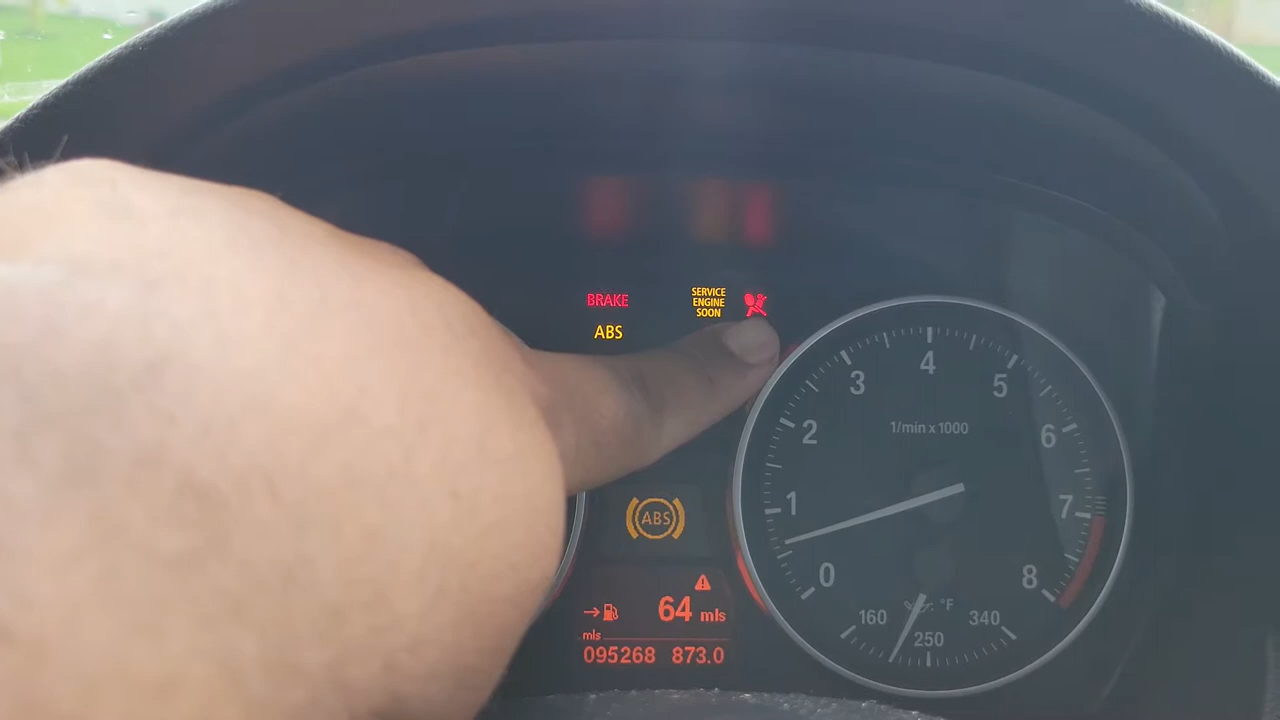 BRAKE
SERVICE
ENGINE
SOON
ABS
4
3
5
1/min x 1000
2
6
1
7
ABS
0
8
°F
160
340
250
64 mls
mls
095268 873.0